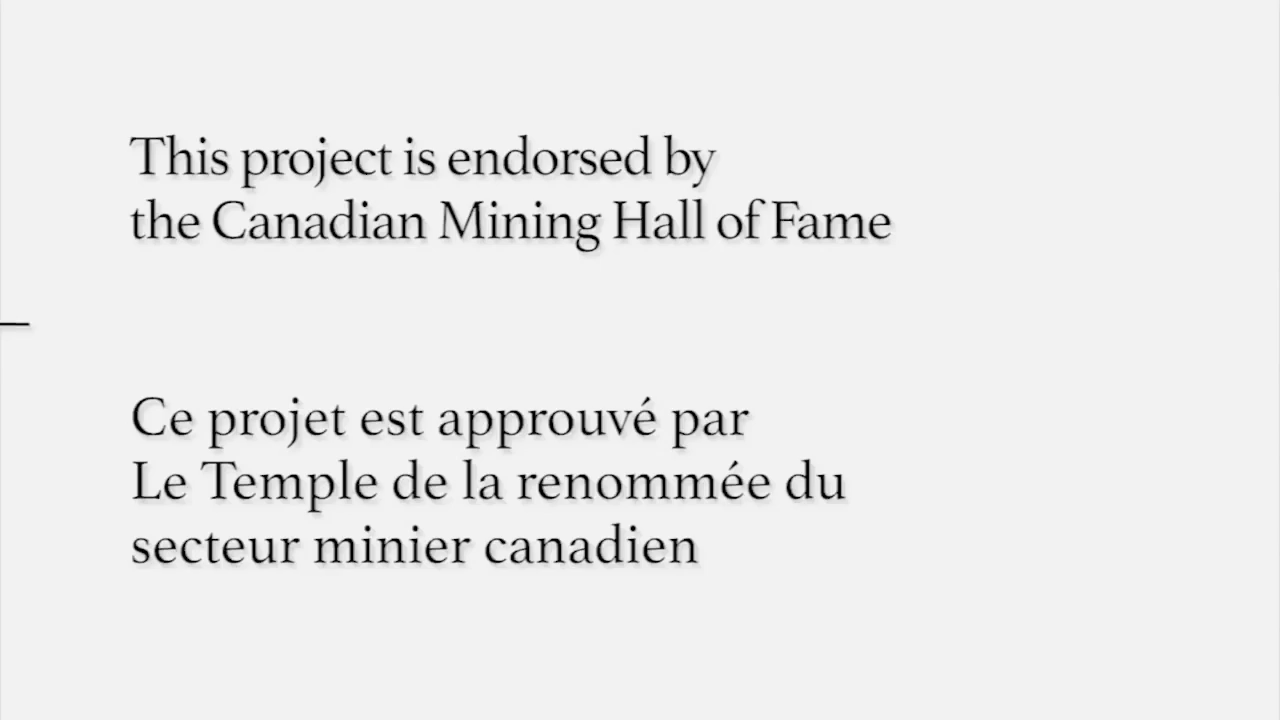 This project is endorsed by
the Canadian Mining Hall of Fame
Ce projet est approuvé par
Le Temple de la renommée du
secteur minier canadien